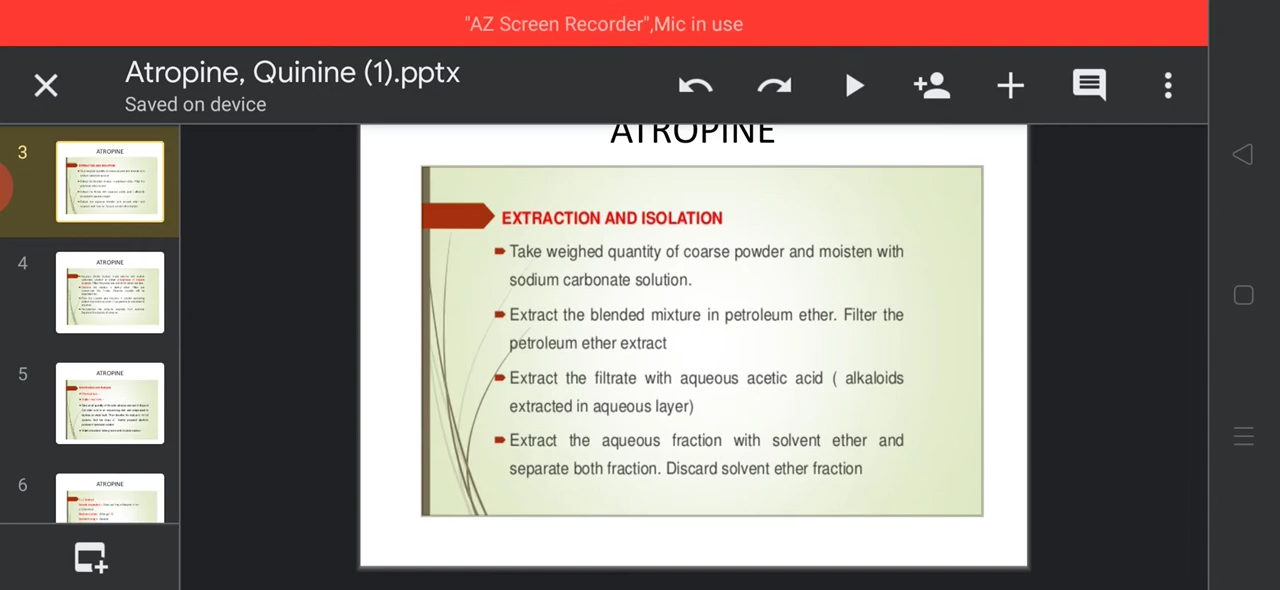 "AZ Screen Recorder",Mic in use
Atropine, Quinine (1).pptx
Saved on device
3
ATROPINE
4
ATROPINE
5
ATROPINE
6
ATROPINE
ATROPINE
EXTRACTION AND ISOLATION
Take weighed quantity of coarse powder and moisten with
sodium carbonate solution.
Extract the blended mixture in petroleum ether. Filter the
petroleum ether extract
Extract the filtrate with aqueous acetic acid ( alkaloids
extracted in aqueous layer)
Extract the aqueous fraction with solvent ether and
separate both fraction. Discard solvent ether fraction